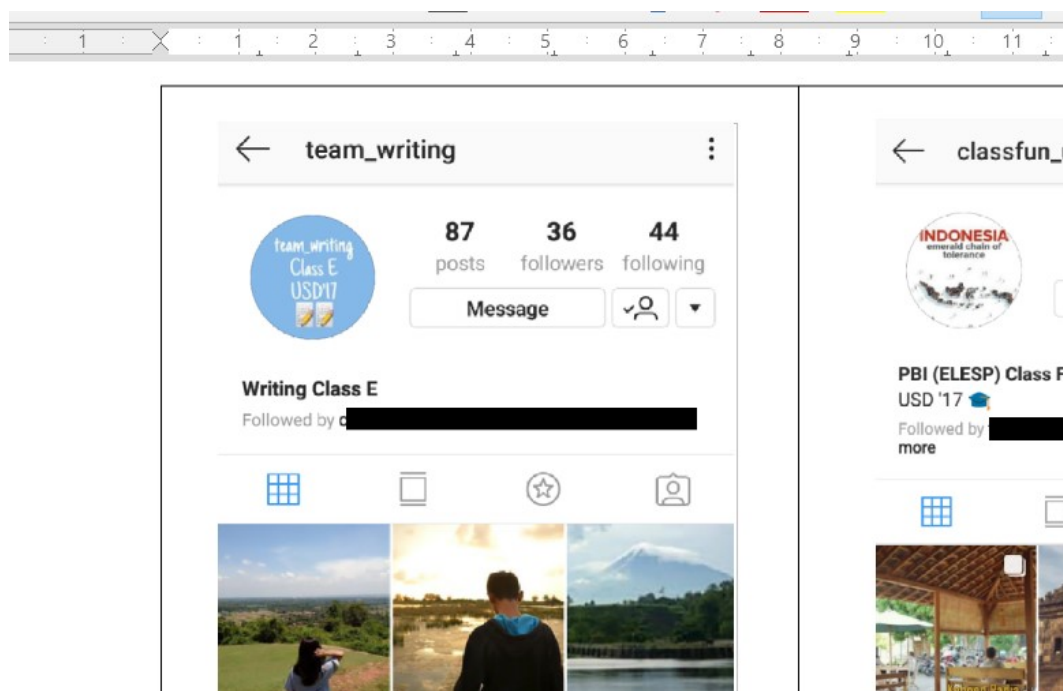 1 1 2 3 4 5 6 7 8 9 10 11
team_writing
team_writing
Class E
USD'17
87 36 44
posts followers following
Message
Writing Class E
Followed by
INDONESIA
emerald chain of
tolerance
PBI (ELESP) Class
USD '17
Followed by
more